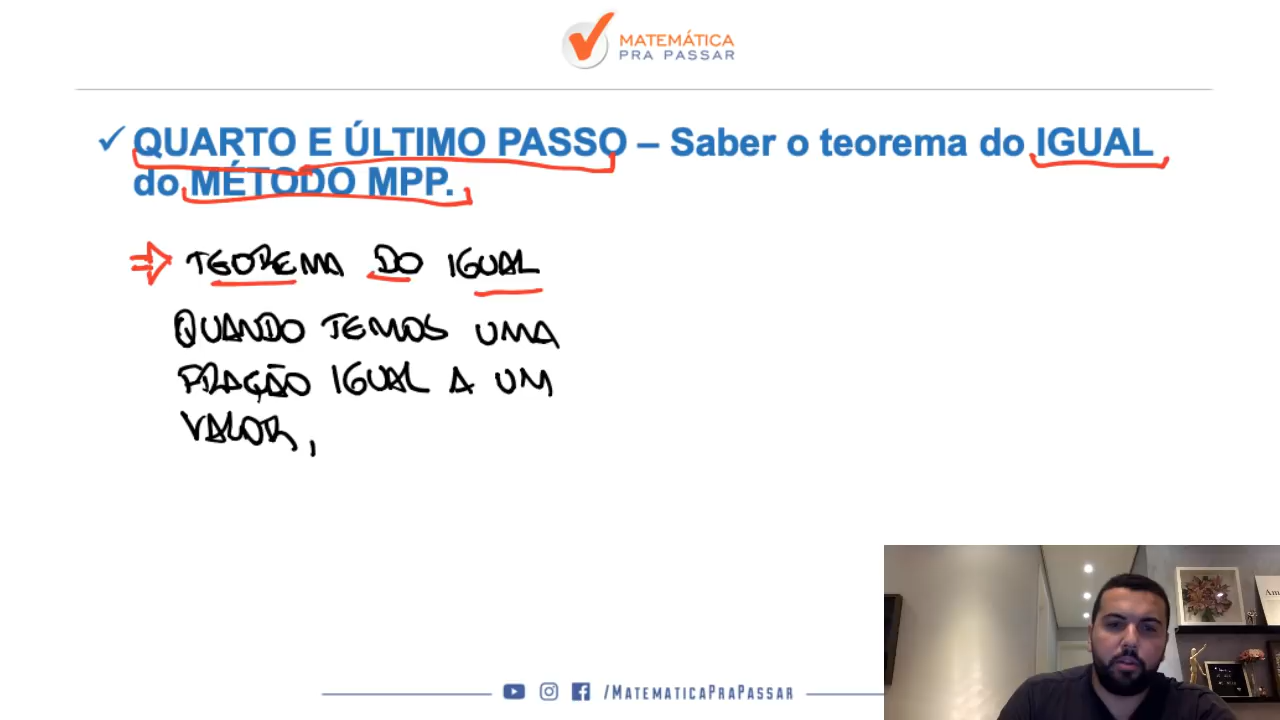 MATEMÁTICA
PRA PASSAR
QUARTO E ÚLTIMO PASSO – Saber o teorema do IGUAL
do MÉTODO MPP.
TEOREMA DO IGUAL
QUANDO TEMOS UMA
FRAÇÃO IGUAL A UM
VALOR,
/MATEMATICAPRAPASSAR